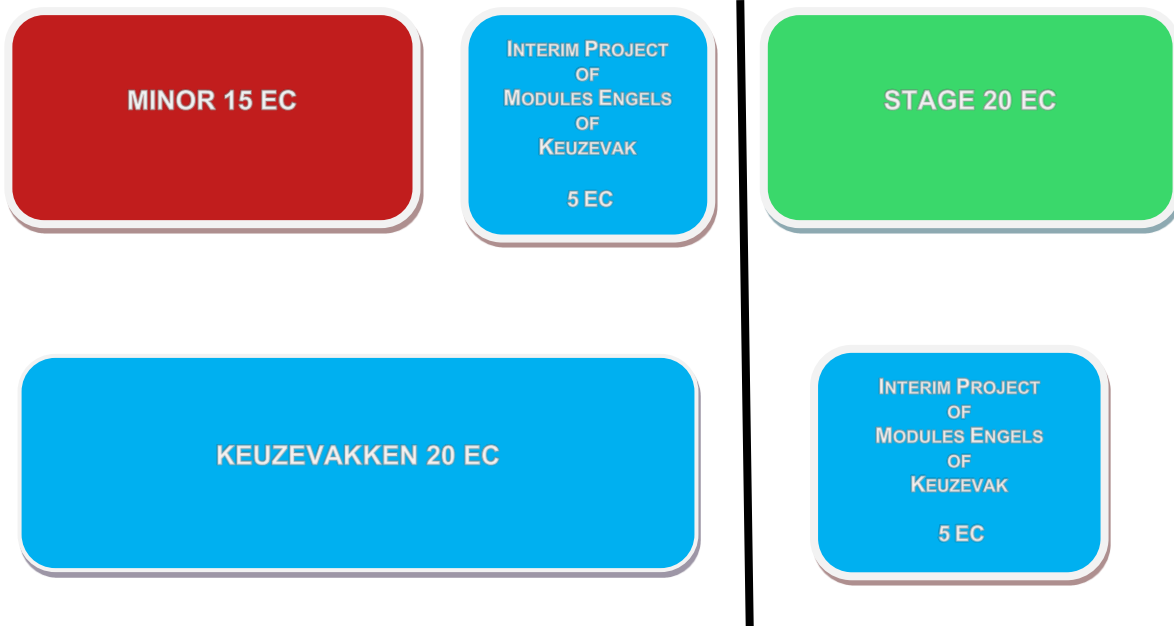 MINOR 15 EC
INTERIM PROJECT
OF
MODULES ENGELS
OF
KEUZEVAK
5 EC
STAGE 20 EC
KEUZEVAKKEN 20 EC
INTERIM PROJECT
OF
MODULES ENGELS
OF
KEUZEVAK
5 EC